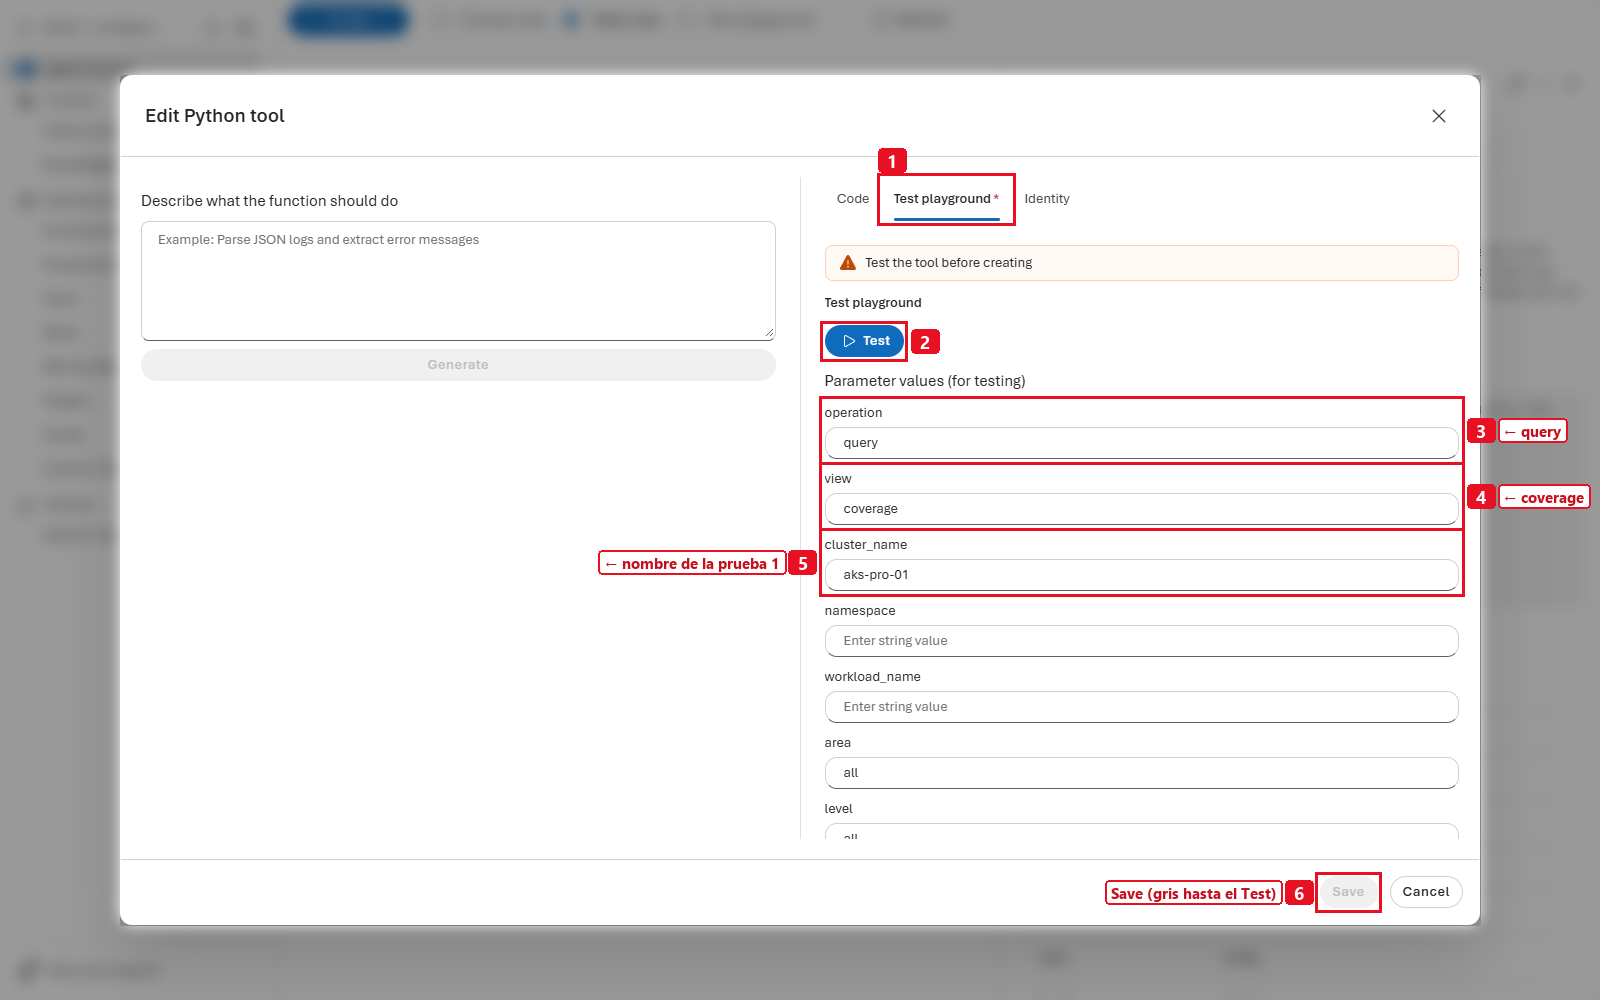 Edit Python tool
1
Describe what the function should do
Example: Parse JSON logs and extract error messages
Generate
Code
Test playground *
Identity
Test the tool before creating
Test playground
Test
2
Parameter values (for testing)
operation
query
3
← query
view
coverage
4
← coverage
cluster_name
← nombre de la prueba 1
5
aks-pro-01
namespace
Enter string value
workload_name
Enter string value
area
all
level
all
Save (gris hasta el Test)
6
Save
Cancel